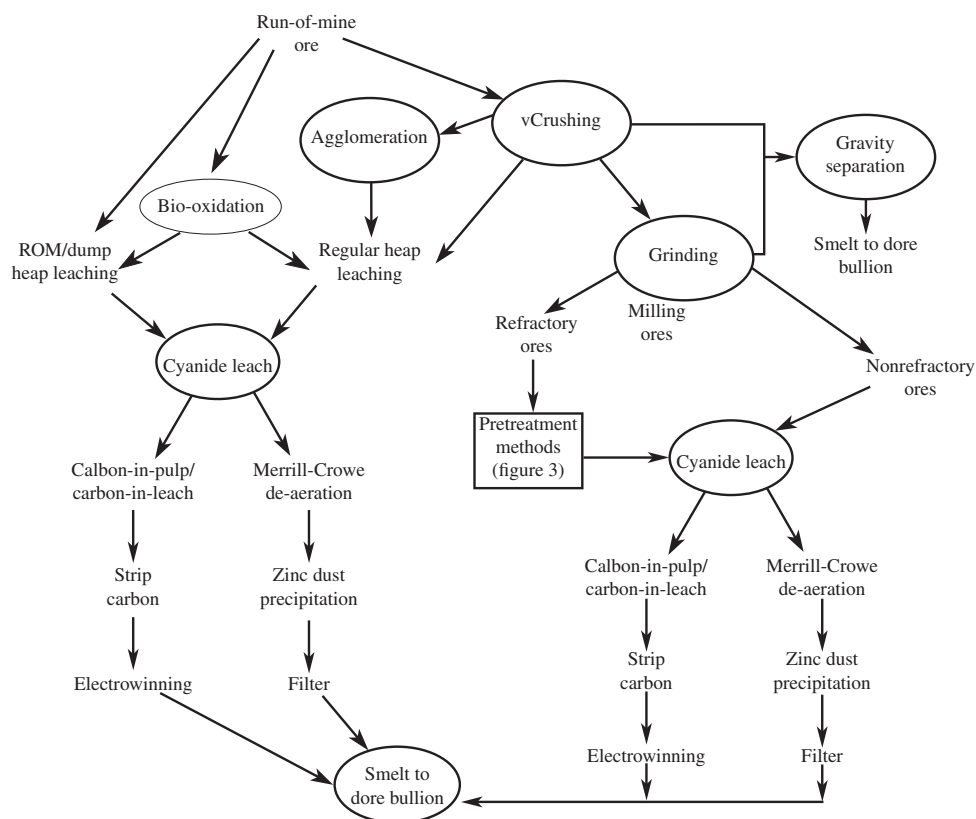 Run-of-mine
ore
vCrushing
Agglomeration
Gravity
separation
Bio-oxidation
ROM/dump
heap leaching
Regular heap
leaching
Grinding
Smelt to dore
bullion
Milling
ores
Refractory
ores
Cyanide leach
Nonrefractory
ores
Pretreatment
methods
(figure 3)
Cyanide leach
Calbon-in-pulp/
carbon-in-leach
Merrill-Crowe
de-aeration
Strip
carbon
Zinc dust
precipitation
Electrowinning
Filter
Calbon-in-pulp/
carbon-in-leach
Merrill-Crowe
de-aeration
Strip
carbon
Zinc dust
precipitation
Electrowinning
Filter
Smelt to
dore bullion